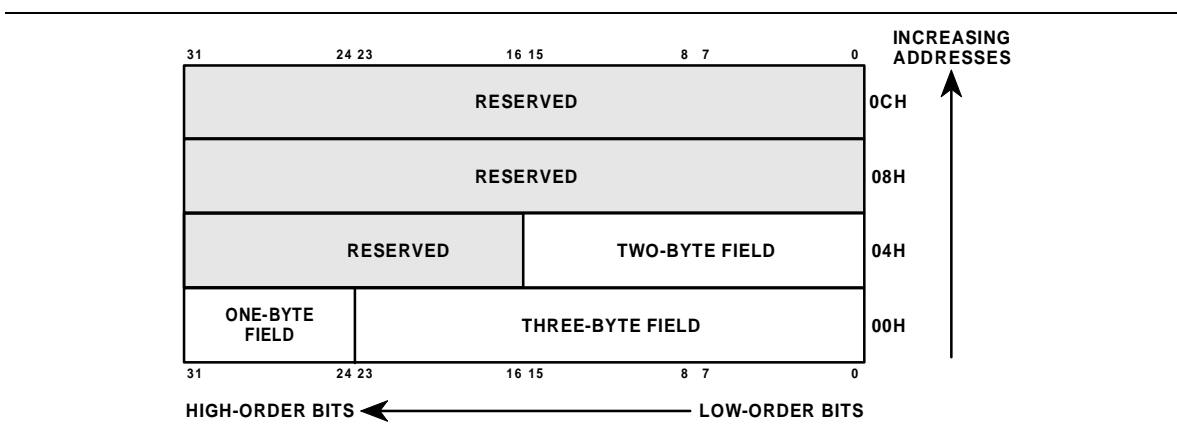 INCREASING
ADDRESSES
31 24 23 16 15 8 7 0
RESERVED 0CH
RESERVED 08H
RESERVED TWO-BYTE FIELD 04H
ONE-BYTE
FIELD
THREE-BYTE FIELD 00H
31 24 23 16 15 8 7 0
HIGH-ORDER BITS LOW-ORDER BITS